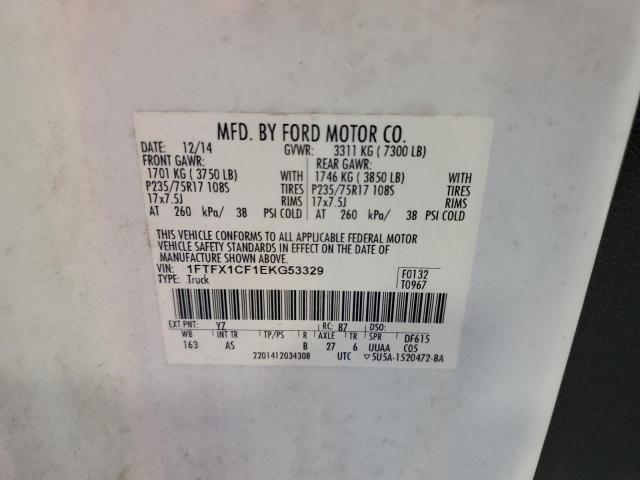 MFD. BY FORD MOTOR CO.
DATE: 12/14 GVWR: 3311 KG ( 7300 LB)
FRONT GAWR: REAR GAWR:
1701 KG ( 3750 LB) WITH 1746 KG ( 3850 LB) WITH
P235/75R17 108S TIRES P235/75R17 108S TIRES
17x7.5J RIMS 17x7.5J RIMS
AT 260 kPa/ 38 PSI COLD AT 260 kPa/ 38 PSI COLD
THIS VEHICLE CONFORMS TO ALL APPLICABLE FEDERAL MOTOR
VEHICLE SAFETY STANDARDS IN EFFECT ON THE DATE OF
MANUFACTURE SHOWN ABOVE.
VIN: 1FTFX1CF1EKG53329 F0132
TYPE: Truck T0967
EXT PNT: YZ RC: B7 DSO:
WB INT TR TP/PS R AXLE TR SPR DF615
163 AS B 27 6 UUAA C05
2201412034308 UTC ▽5U5A-1520472-BA